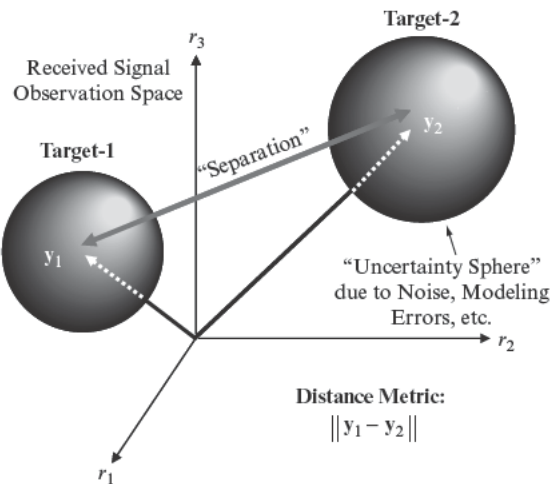 Target-2
r3
Received Signal
Observation Space
Target-1
“Separation”
y2
y1
“Uncertainty Sphere”
due to Noise, Modeling
Errors, etc.
r2
Distance Metric:
|| y1 – y2 ||
r1